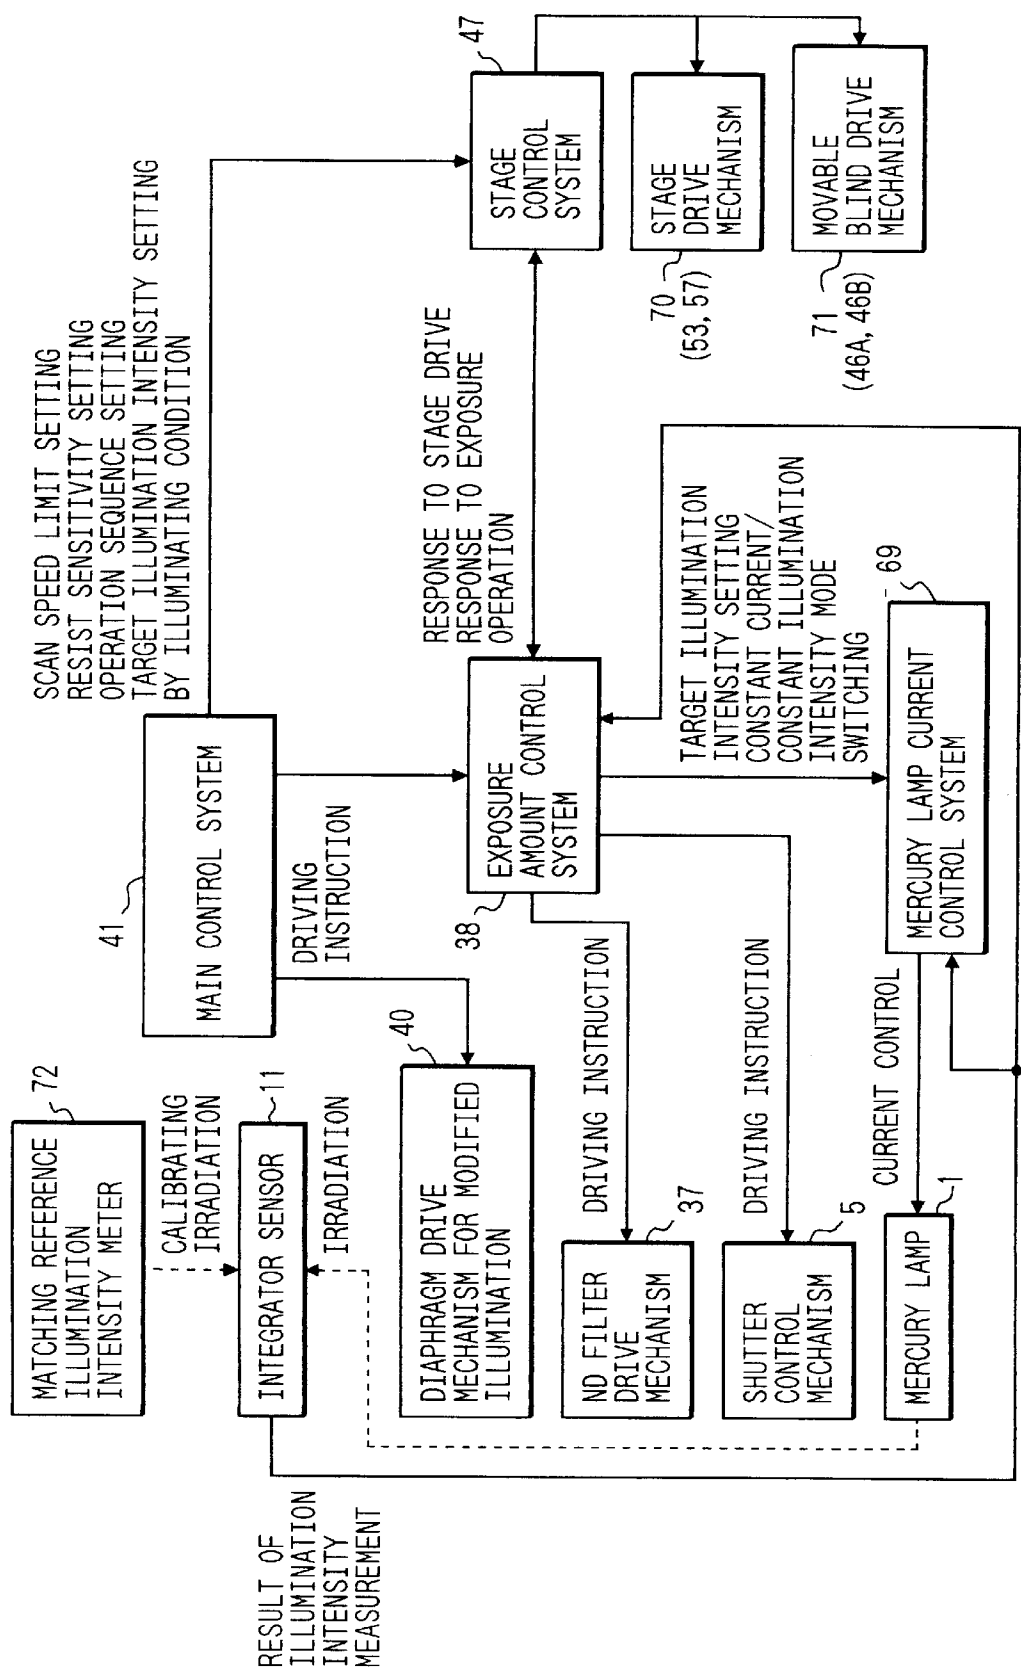 MATCHING REFERENCE
ILLUMINATION
INTENSITY METER
72
CALIBRATING
IRRADIATION
INTEGRATOR SENSOR
11
IRRADIATION
RESULT OF
ILLUMINATION
INTENSITY
MEASUREMENT
MAIN CONTROL SYSTEM
41
DRIVING
INSTRUCTION
SCAN SPEED LIMIT SETTING
RESIST SENSITIVITY SETTING
OPERATION SEQUENCE SETTING
TARGET ILLUMINATION INTENSITY SETTING
BY ILLUMINATING CONDITION
DIAPHRAGM DRIVE
MECHANISM FOR MODIFIED
ILLUMINATION
40
EXPOSURE
AMOUNT CONTROL
SYSTEM
38
RESPONSE TO STAGE DRIVE
RESPONSE TO EXPOSURE
OPERATION
STAGE
CONTROL
SYSTEM
47
STAGE
DRIVE
MECHANISM
70
(53, 57)
MOVABLE
BLIND DRIVE
MECHANISM
71
(46A, 46B)
ND FILTER
DRIVE
MECHANISM
37
DRIVING INSTRUCTION
SHUTTER
CONTROL
MECHANISM
5
DRIVING INSTRUCTION
TARGET ILLUMINATION
INTENSITY SETTING
CONSTANT CURRENT/
CONSTANT ILLUMINATION
INTENSITY MODE
SWITCHING
MERCURY LAMP
1
CURRENT CONTROL
MERCURY LAMP CURRENT
CONTROL SYSTEM
69